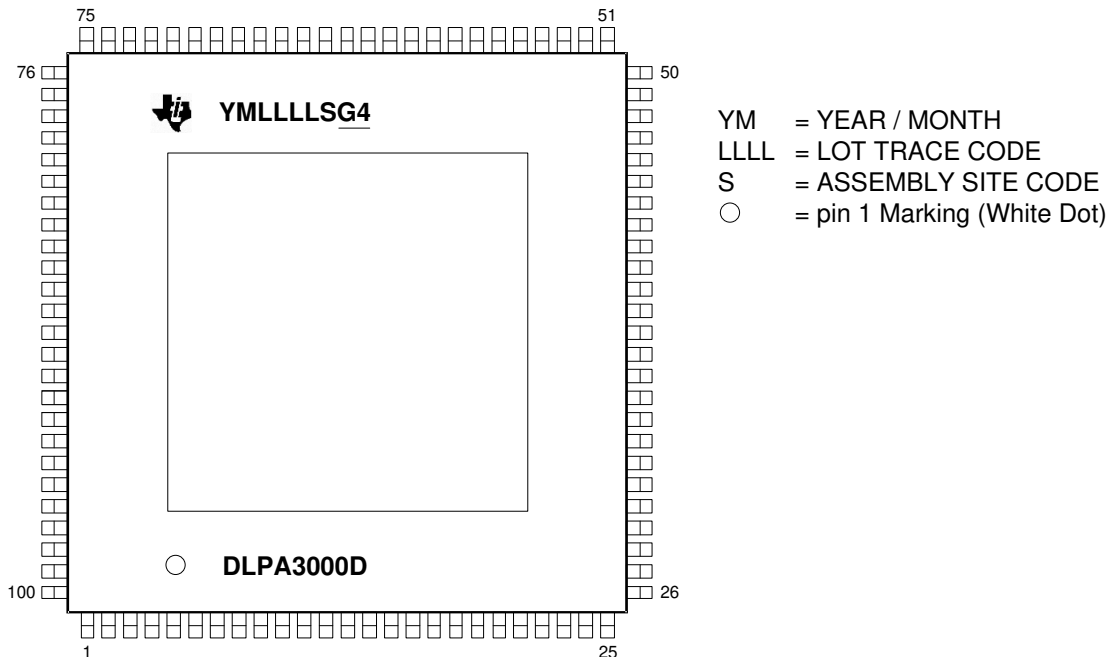 75 51
76 50
YMLLLLSG4
YM = YEAR / MONTH
LLLL = LOT TRACE CODE
S = ASSEMBLY SITE CODE
○ = pin 1 Marking (White Dot)
DLPA3000D
100 26
1 25